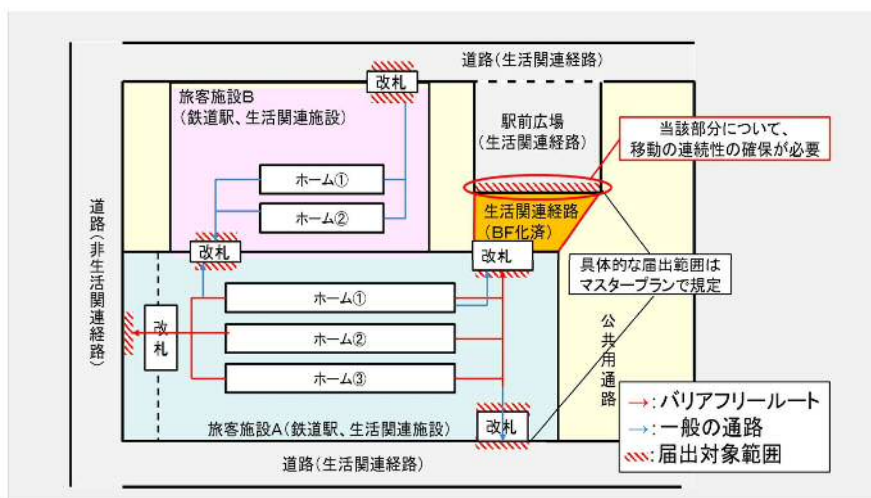 道路(生活関連経路)
改札
旅客施設B
(鉄道駅、生活関連施設)
駅前広場
(生活関連経路)
当該部分について、
移動の連続性の確保が必要
ホーム①
ホーム②
生活関連経路
(BF化済)
道路(非生活関連経路)
改札
改札
具体的な届出範囲は
マスタープランで規定
ホーム①
改札
ホーム②
ホーム③
公共用通路
旅客施設A(鉄道駅、生活関連施設)
改札
道路(生活関連経路)
→:バリアフリールート
→:一般の通路
:届出対象範囲